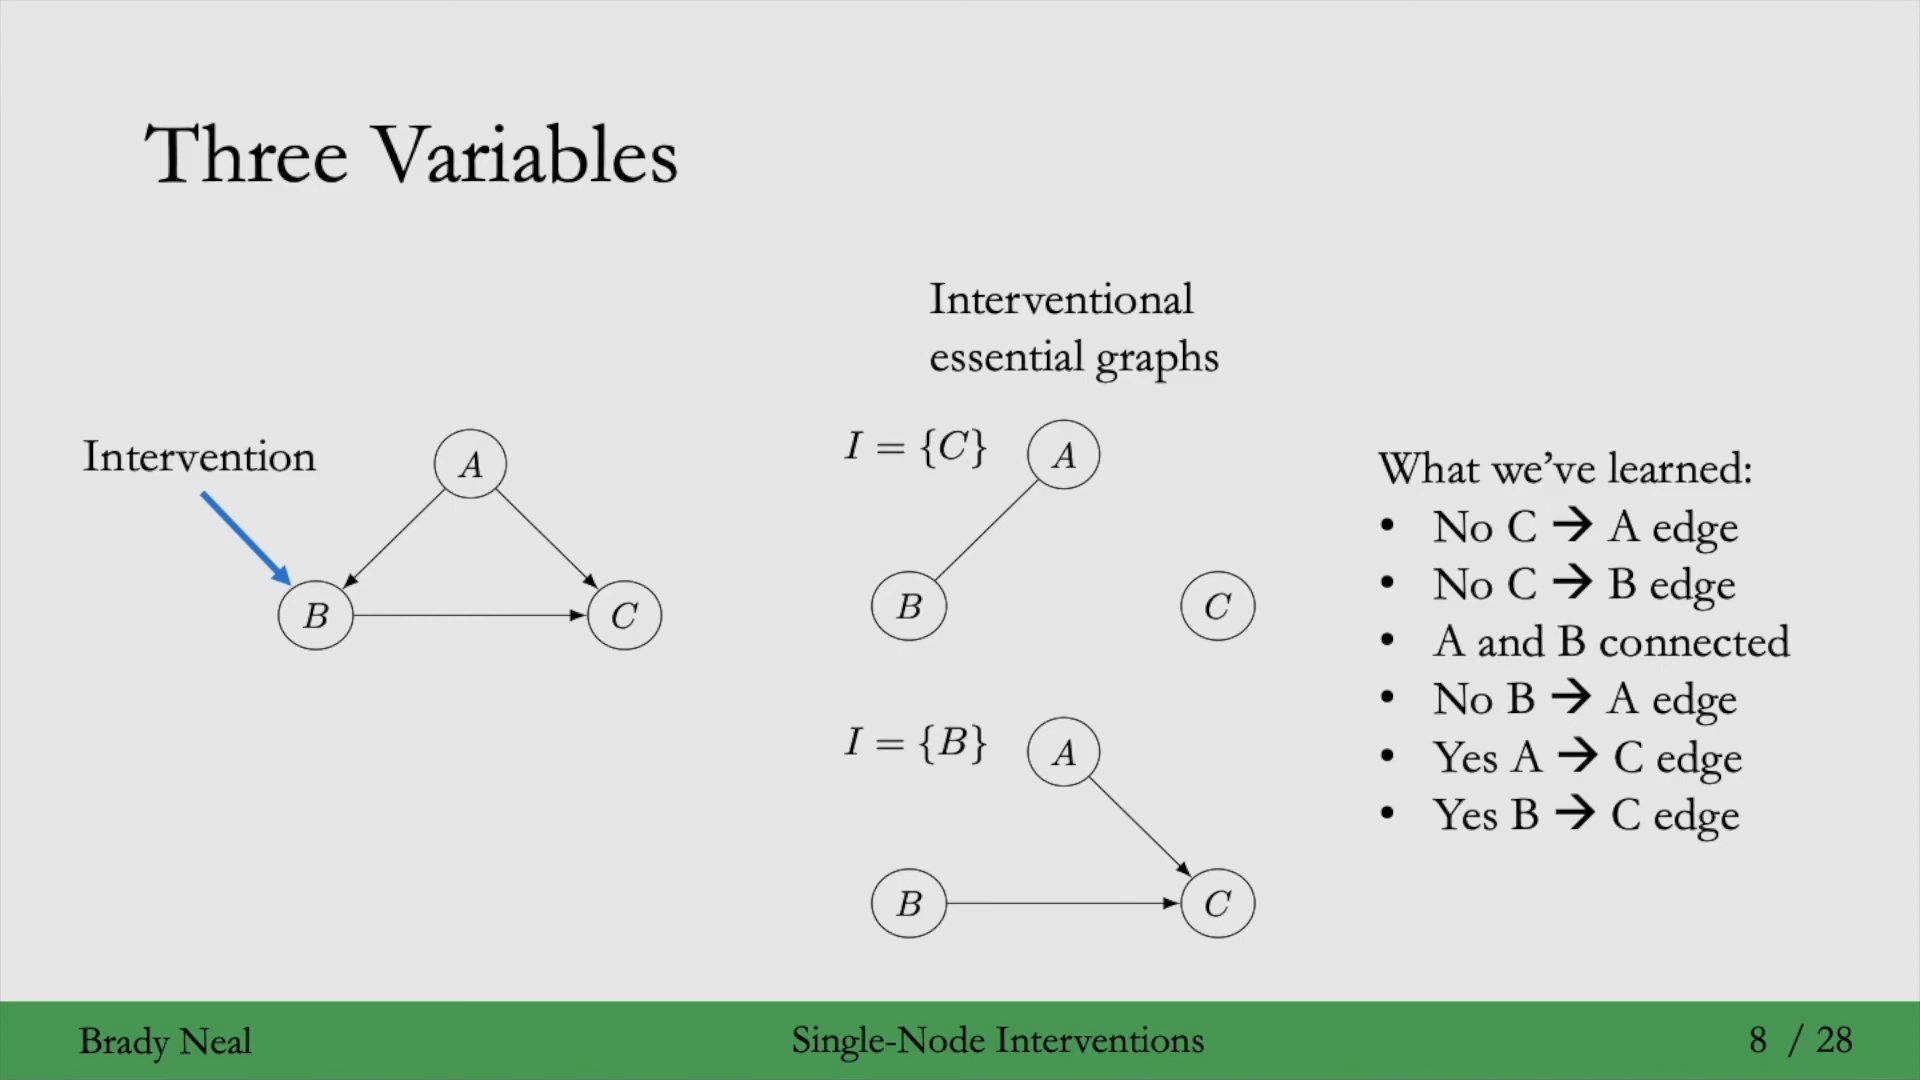 Three Variables
Interventional
essential graphs
Intervention
A
B
C
I = {C}
A
B
C
I = {B}
A
B
C
What we've learned:
• No C → A edge
• No C → B edge
• A and B connected
• No B → A edge
• Yes A → C edge
• Yes B → C edge
Brady Neal
Single-Node Interventions
8 / 28